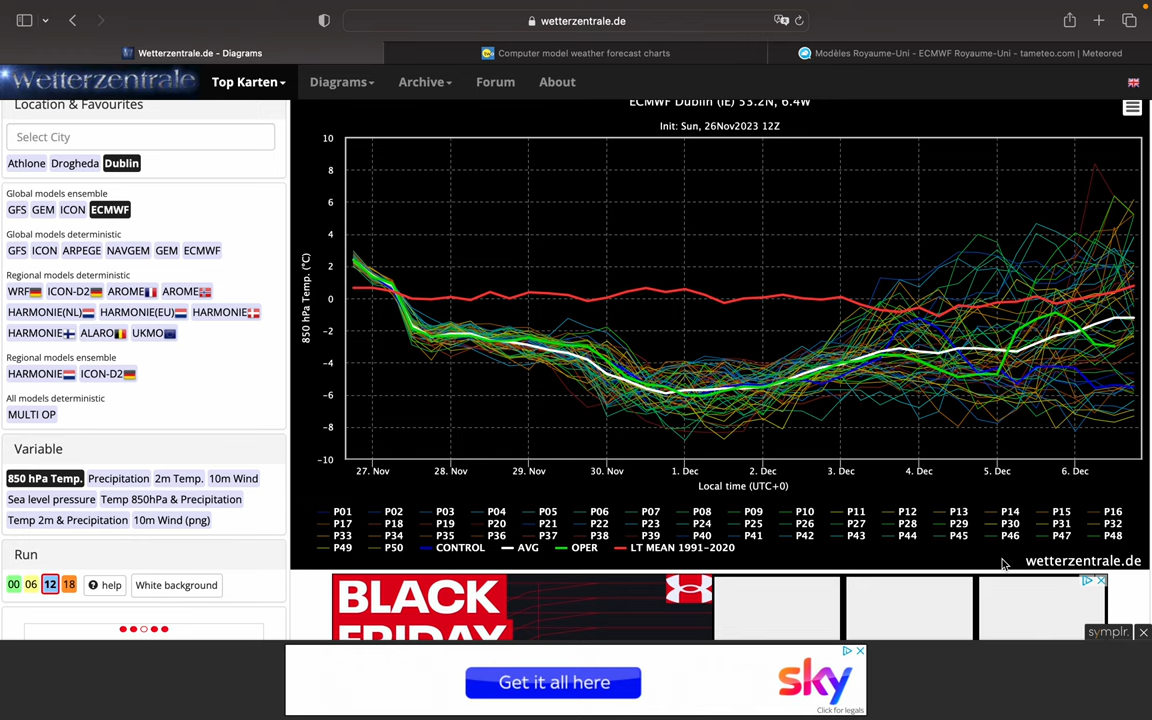 wetterzentrale.de
Wetterzentrale.de - Diagrams
Computer model weather forecast charts
Modèles Royaume-Uni - ECMWF Royaume-Uni - tameteo.com | Meteored
Wetterzentrale
Top Karten
Diagrams
Archive
Forum
About
Location & Favourites
Select City
Athlone Drogheda Dublin
Global models ensemble
GFS GEM ICON ECMWF
Global models deterministic
GFS ICON ARPEGE NAVGEM GEM ECMWF
Regional models deterministic
WRF ICON-D2 AROME AROME
HARMONIE(NL) HARMONIE(EU) HARMONIE
HARMONIE ALARO UKMO
Regional models ensemble
HARMONIE ICON-D2
All models deterministic
MULTI OP
Variable
850 hPa Temp. Precipitation 2m Temp. 10m Wind
Sea level pressure Temp 850hPa & Precipitation
Temp 2m & Precipitation 10m Wind (png)
Run
00 06 12 18 ? help White background
ECMWF Dublin (IE) 53.2N, 6.4W
Init: Sun, 26Nov2023 12Z
850 hPa Temp. (°C)
10
8
6
4
2
0
-2
-4
-6
-8
-10
27. Nov 28. Nov 29. Nov 30. Nov 1. Dec 2. Dec 3. Dec 4. Dec 5. Dec 6. Dec
Local time (UTC+0)
P01 P02 P03 P04 P05 P06 P07 P08 P09 P10 P11 P12 P13 P14 P15 P16
P17 P18 P19 P20 P21 P22 P23 P24 P25 P26 P27 P28 P29 P30 P31 P32
P33 P34 P35 P36 P37 P38 P39 P40 P41 P42 P43 P44 P45 P46 P47 P48
P49 P50 CONTROL AVG OPER LT MEAN 1991-2020
wetterzentrale.de
BLACK
FRIDAY
symplr.
Get it all here
sky
Click for legals